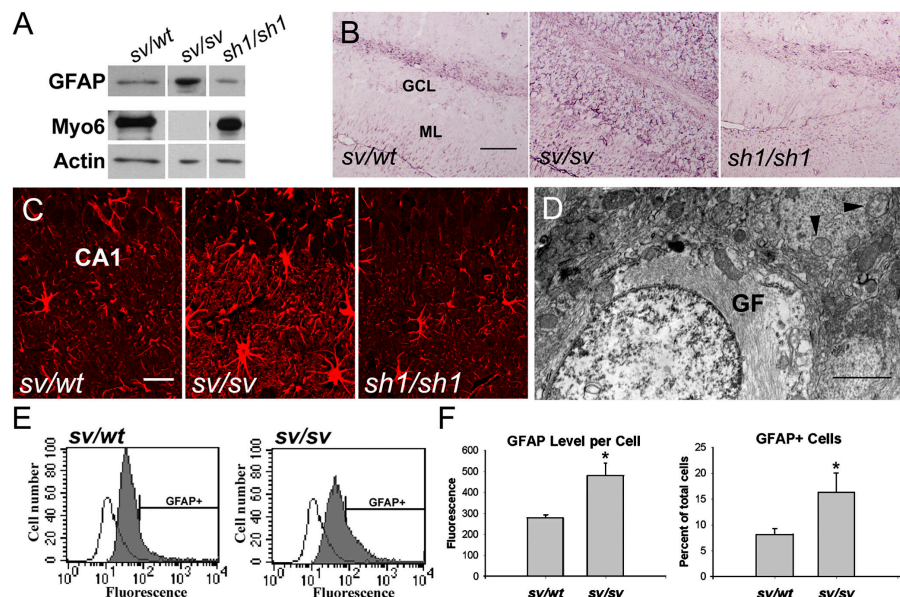 A
sv/wt
sv/sv
sh1/sh1
GFAP
Myo6
Actin
B
GCL
ML
sv/wt
sv/sv
sh1/sh1
C
CA1
sv/wt
sv/sv
sh1/sh1
D
GF
E
sv/wt
Cell number
0 20 40 60 80 100
GFAP+
10⁰ 10¹ 10² 10³ 10⁴
Fluorescence
sv/sv
Cell number
0 20 40 60 80 100
GFAP+
10⁰ 10¹ 10² 10³ 10⁴
Fluorescence
F
GFAP Level per Cell
Fluorescence
600
500
400
300
200
100
0
*
sv/wt sv/sv
GFAP+ Cells
Percent of total cells
25
20
15
10
5
0
*
sv/wt sv/sv